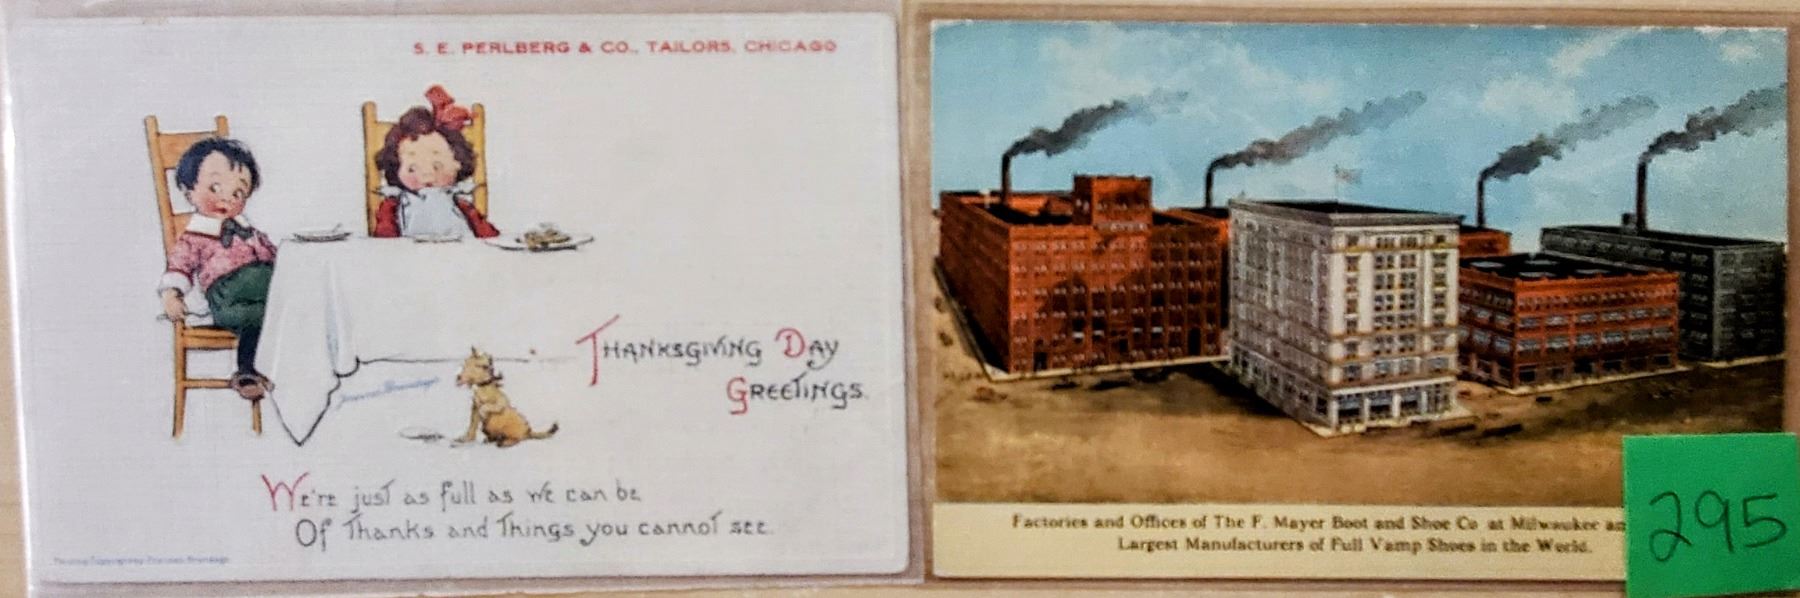 S. E. PERLBERG & CO., TAILORS, CHICAGO
THANKSGIVING DAY
GREETINGS.
We're just as full as we can be
Of Thanks and Things you cannot see.
Factories and Offices of The F. Mayer Boot and Shoe Co at Milwaukee an
Largest Manufacturers of Full Vamp Shoes in the World.
295